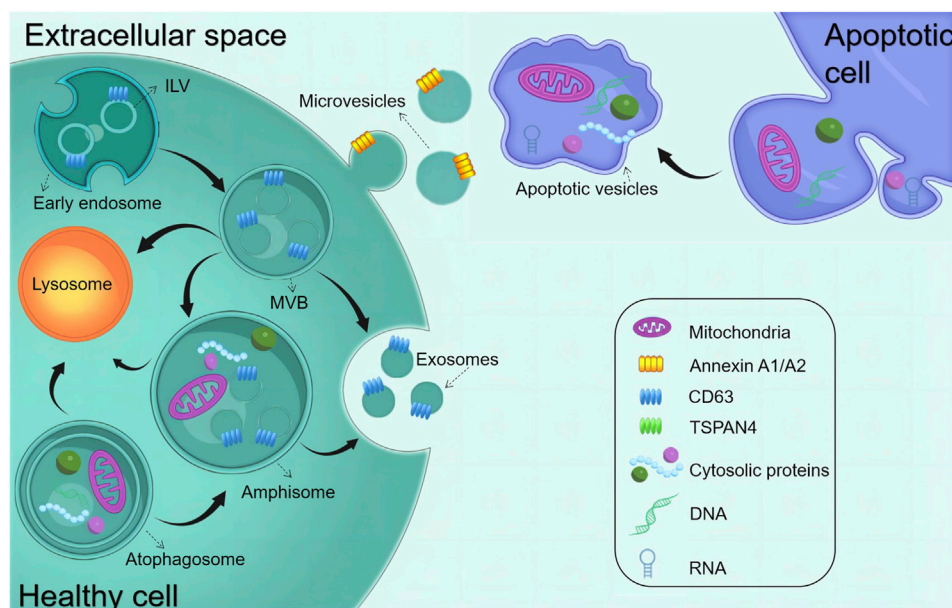 Extracellular space
Apoptotic
cell
ILV
Microvesicles
Early endosome
Apoptotic vesicles
Lysosome
MVB
Exosomes
Amphisome
Atophagosome
Healthy cell
Mitochondria
Annexin A1/A2
CD63
TSPAN4
Cytosolic proteins
DNA
RNA